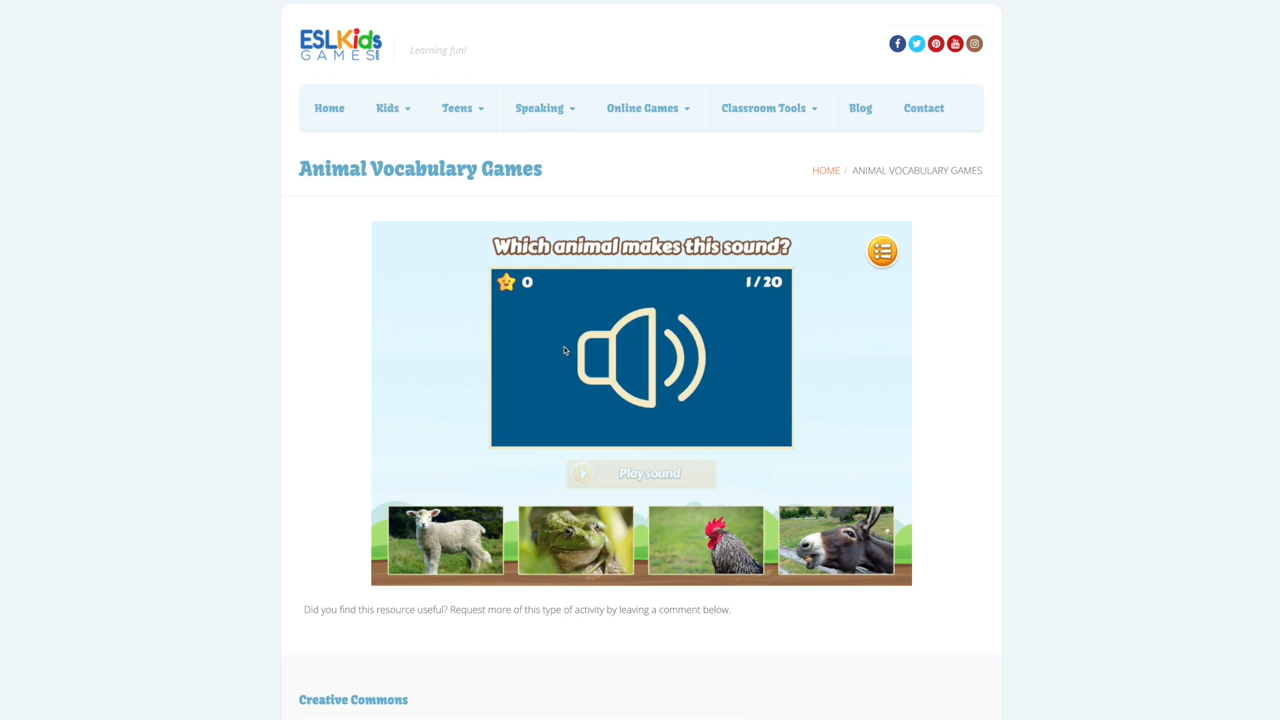 ESLKids
GAMES
Learning fun!
Home Kids Teens Speaking Online Games Classroom Tools Blog Contact
Animal Vocabulary Games
HOME / ANIMAL VOCABULARY GAMES
Which animal makes this sound?
0 1 / 20
Play sound
Did you find this resource useful? Request more of this type of activity by leaving a comment below.
Creative Commons